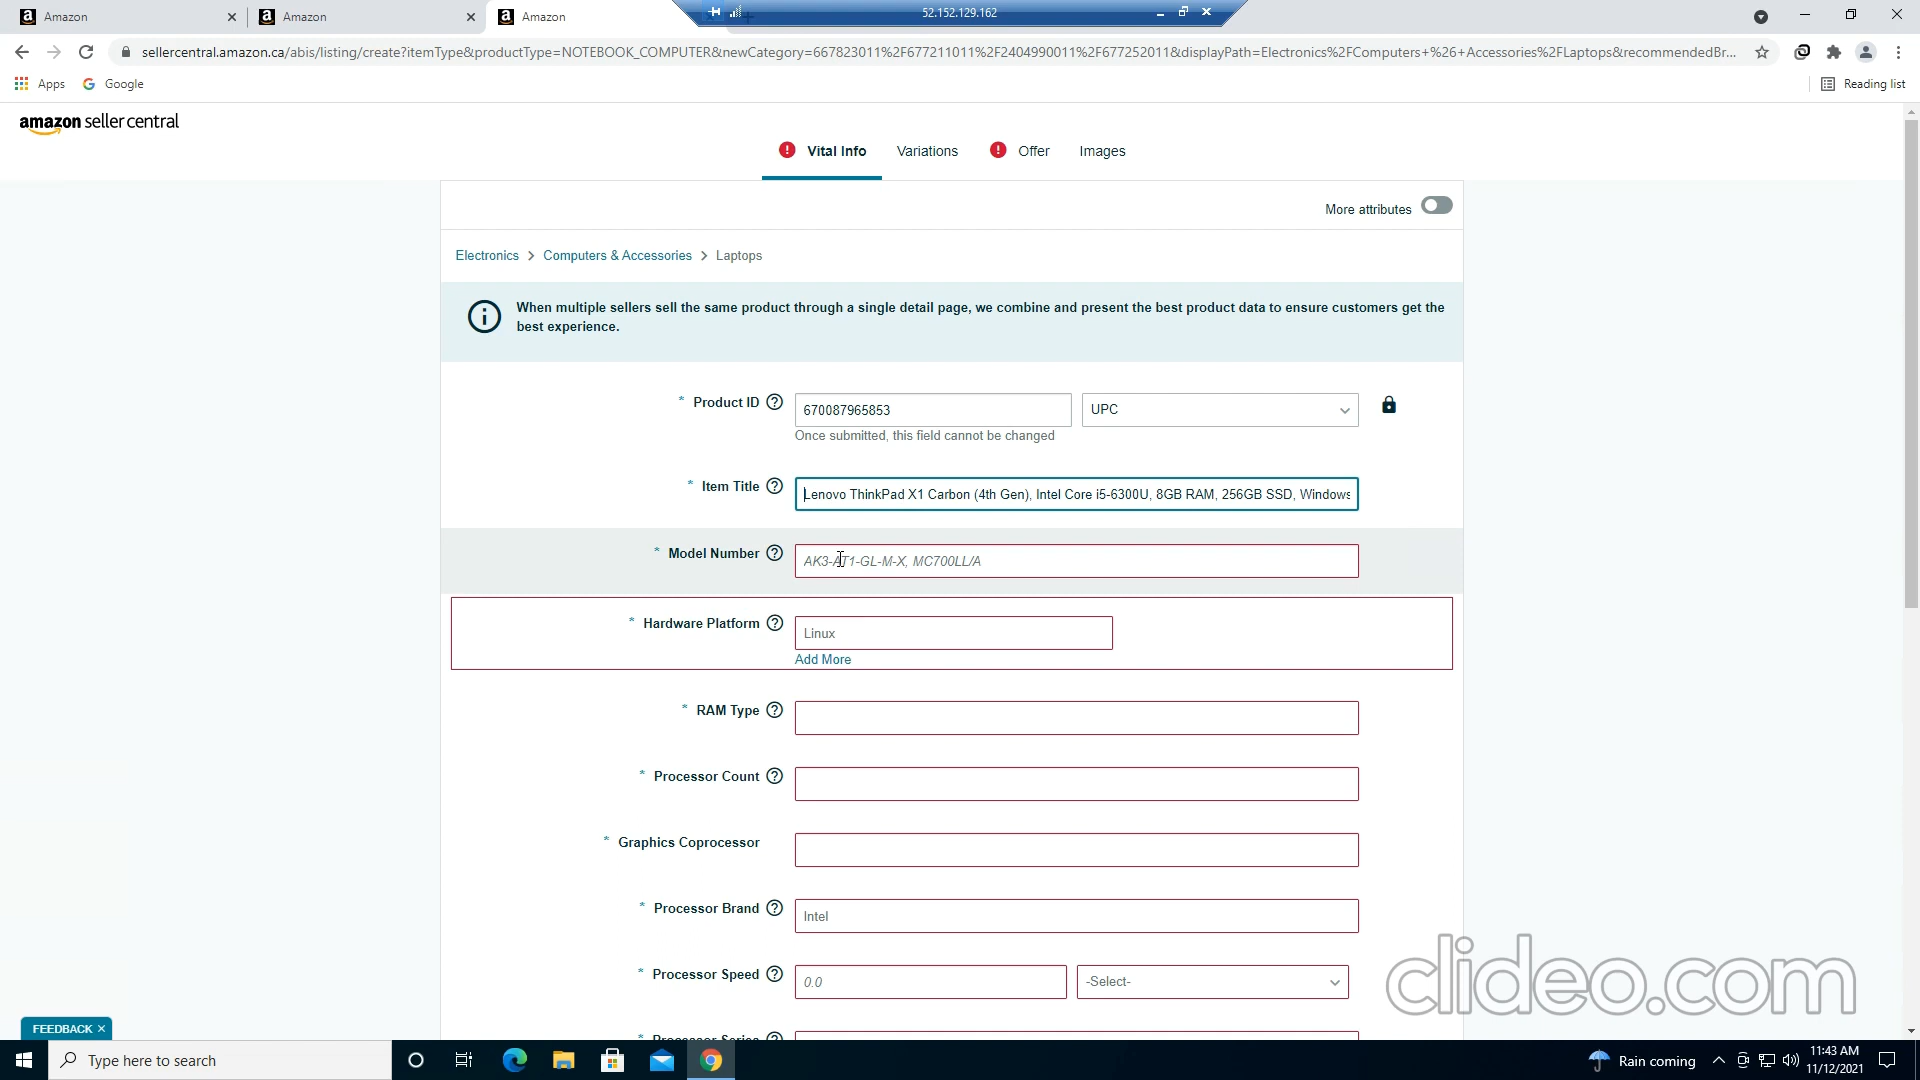 Amazon
Amazon
Amazon
52.152.129.162
sellercentral.amazon.ca/abis/listing/create?itemType&productType=NOTEBOOK_COMPUTER&newCategory=667823011%2F677211011%2F2404990011%2F677252011&displayPath=Electronics%2FComputers+%26+Accessories%2FLaptops&recommendedBr...
Apps
Google
Reading list
amazon seller central
Vital Info
Variations
Offer
Images
More attributes
Electronics > Computers & Accessories > Laptops
When multiple sellers sell the same product through a single detail page, we combine and present the best product data to ensure customers get the
best experience.
* Product ID
670087965853
UPC
Once submitted, this field cannot be changed
* Item Title
Lenovo ThinkPad X1 Carbon (4th Gen), Intel Core i5-6300U, 8GB RAM, 256GB SSD, Windows
* Model Number
AK3-AT1-GL-M-X, MC700LL/A
* Hardware Platform
Linux
Add More
* RAM Type
* Processor Count
* Graphics Coprocessor
* Processor Brand
Intel
* Processor Speed
0.0
-Select-
* Processor Series
clideo.com
FEEDBACK
Type here to search
Rain coming
11:43 AM
11/12/2021